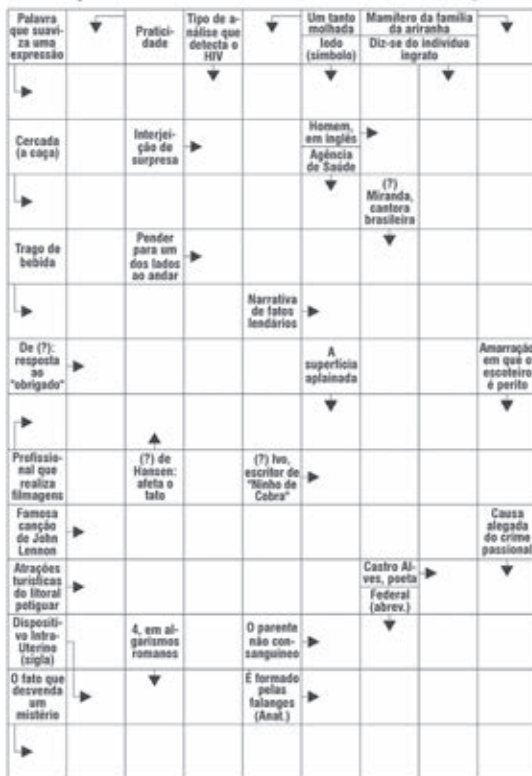 Palavra
que suavi-
za uma
expressão
Pratici-
dade
Tipo de a-
nálise que
detecta o
HIV
Um tanto
molhada
Iodo
(símbolo)
Mamífero da família
da ariranha
Diz-se do indivíduo
ingrato
Cercada
(a caça)
Interjei-
ção de
surpresa
Homem,
em inglês
Agência
de Saúde
(?)
Miranda,
cantora
brasileira
Trago de
bebida
Pender
para um
dos lados
ao andar
Narrativa
de fatos
lendários
De (?):
resposta
ao
"obrigado"
A
superfície
aplainada
Amarração
em que o
escoteiro
é perito
Profissio-
nal que
realiza
filmagens
(?) de
Hansen:
afeta o
tato
(?) Ivo,
escritor de
"Ninho de
Cobra"
Famosa
canção
de John
Lennon
Causa
alegada
do crime
passional
Atrações
turísticas
do litoral
potiguar
Castro Al-
ves, poeta
Federal
(abrev.)
Dispositi-
vo Intra-
Uterino
(sigla)
4, em al-
garismos
romanos
O parente
não con-
sanguíneo
O fato que
desvenda
um
mistério
É formado
pelas
falanges
(Anat.)